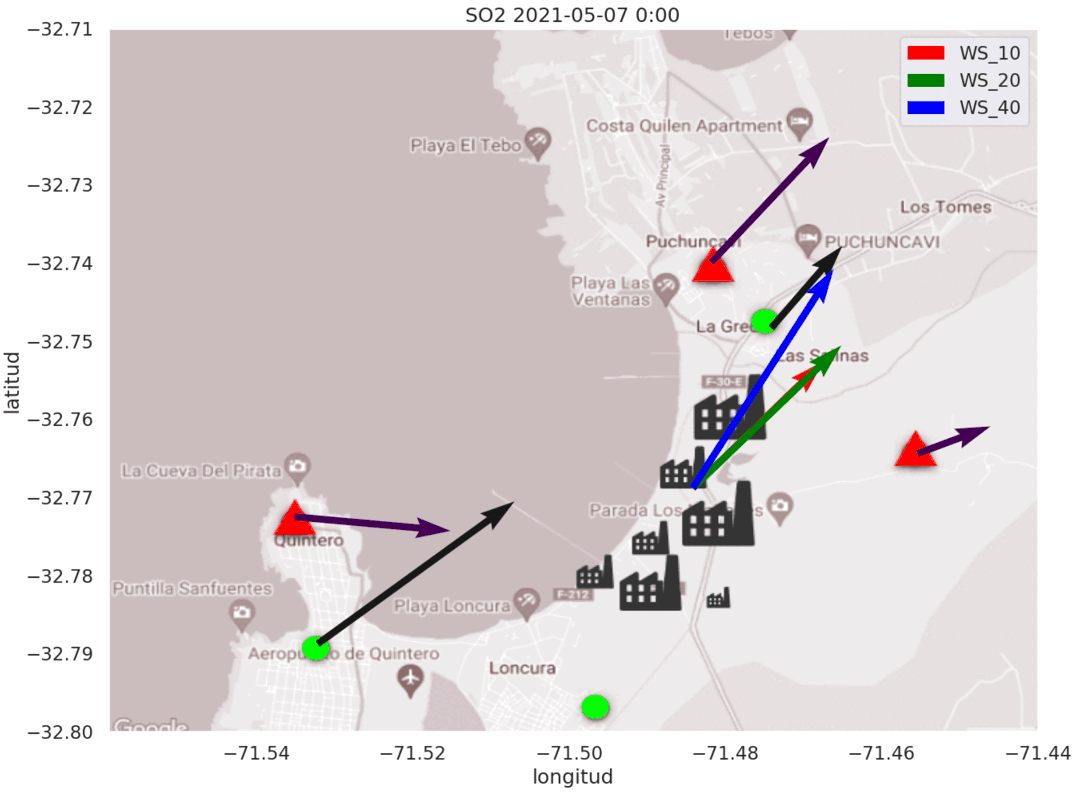 SO2 2021-05-07 0:00
−32.71
−32.72
−32.73
−32.74
−32.75
−32.76
−32.77
−32.78
−32.79
−32.80
latitud
WS_10
WS_20
WS_40
Tebos
Costa Quilen Apartment
Playa El Tebo
Av Principal
Los Tomes
Puchuncaví
PUCHUNCAVI
Playa Las
Ventanas
La Gre
Las Salinas
F-30-E
La Cueva Del Pirata
Parada Los
Quintero
Puntilla Sanfuentes
F-212
Playa Loncura
Aeropuerto de Quintero
Loncura
Google
−71.54
−71.52
−71.50
−71.48
−71.46
−71.44
longitud